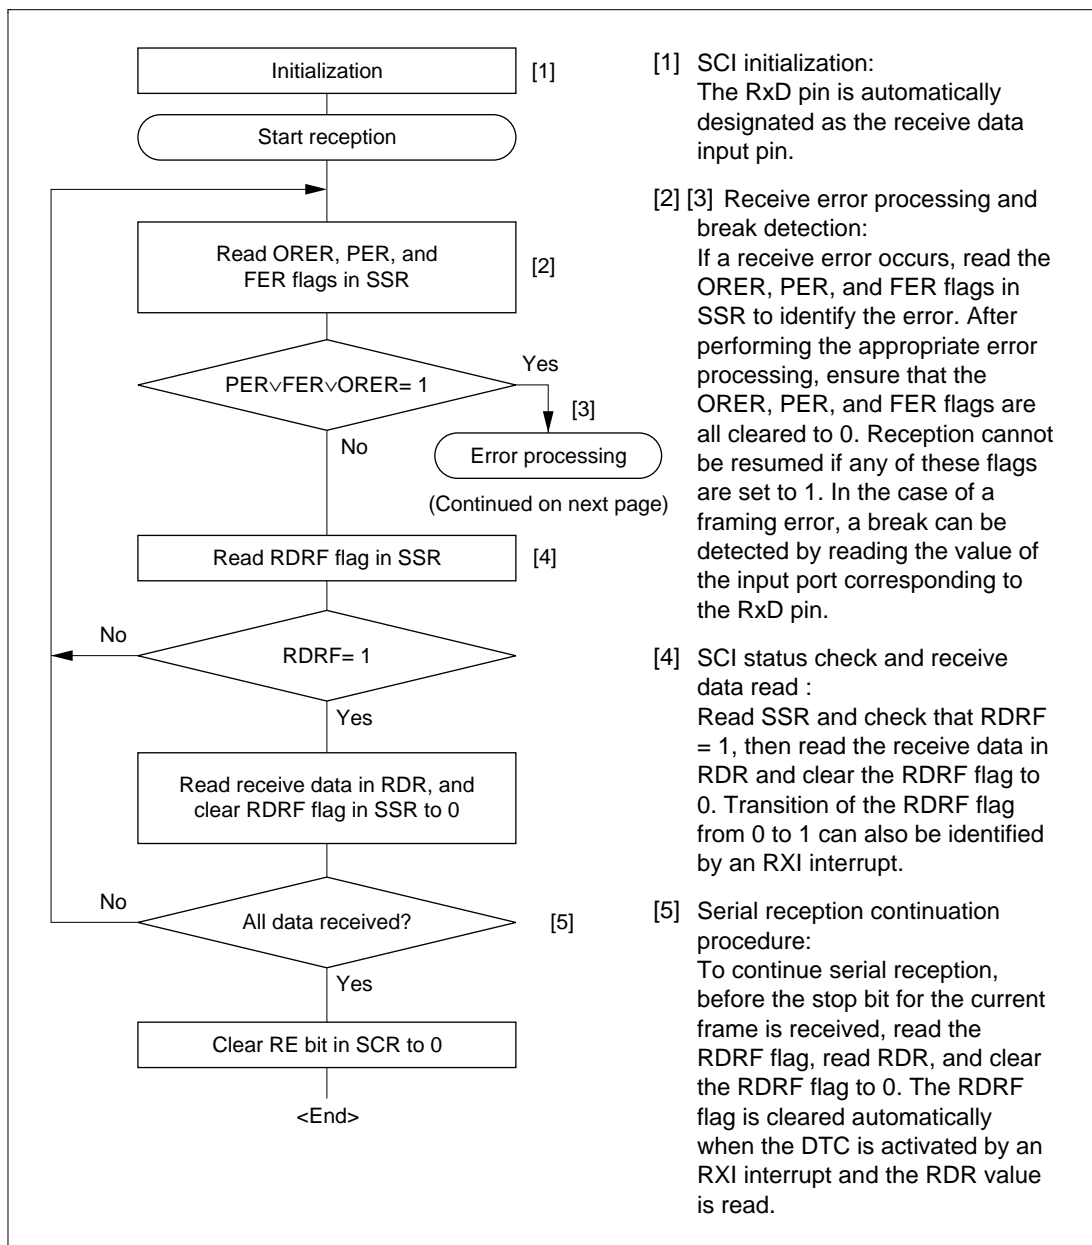 Initialization
[1]
Start reception
Read ORER, PER, and
FER flags in SSR
[2]
PER∨FER∨ORER= 1
Yes
[3]
No
Error processing
(Continued on next page)
Read RDRF flag in SSR
[4]
No
RDRF= 1
Yes
Read receive data in RDR, and
clear RDRF flag in SSR to 0
No
All data received?
[5]
Yes
Clear RE bit in SCR to 0
<End>
[1] SCI initialization:
The RxD pin is automatically
designated as the receive data
input pin.
[2] [3] Receive error processing and
break detection:
If a receive error occurs, read the
ORER, PER, and FER flags in
SSR to identify the error. After
performing the appropriate error
processing, ensure that the
ORER, PER, and FER flags are
all cleared to 0. Reception cannot
be resumed if any of these flags
are set to 1. In the case of a
framing error, a break can be
detected by reading the value of
the input port corresponding to
the RxD pin.
[4] SCI status check and receive
data read :
Read SSR and check that RDRF
= 1, then read the receive data in
RDR and clear the RDRF flag to
0. Transition of the RDRF flag
from 0 to 1 can also be identified
by an RXI interrupt.
[5] Serial reception continuation
procedure:
To continue serial reception,
before the stop bit for the current
frame is received, read the
RDRF flag, read RDR, and clear
the RDRF flag to 0. The RDRF
flag is cleared automatically
when the DTC is activated by an
RXI interrupt and the RDR value
is read.